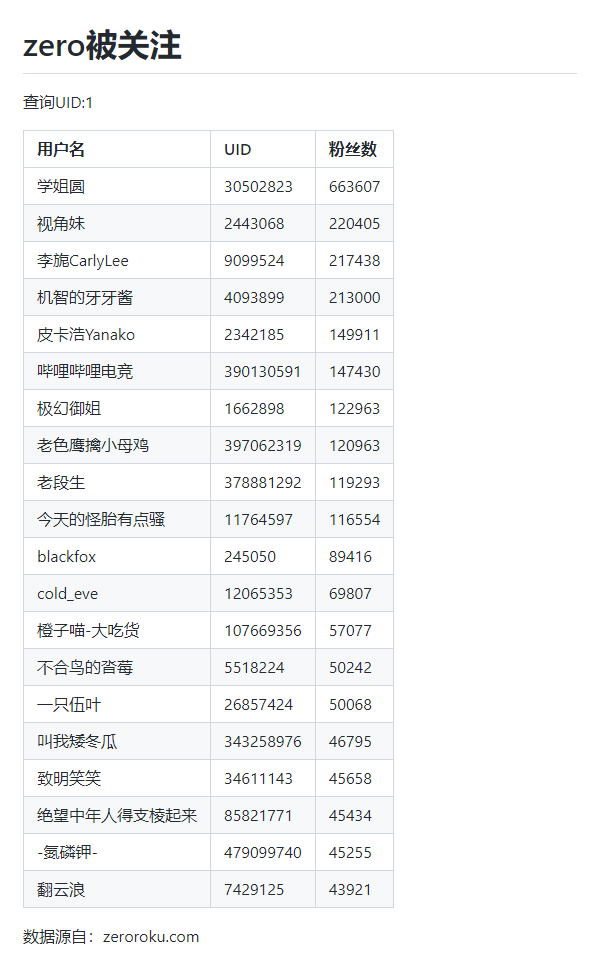 zero被关注
查询UID:1
用户名 UID 粉丝数
学姐圆 30502823 663607
视角妹 2443068 220405
李旎CarlyLee 9099524 217438
机智的牙牙酱 4093899 213000
皮卡浩Yanako 2342185 149911
哔哩哔哩电竞 390130591 147430
极幻御姐 1662898 122963
老色鹰擒小母鸡 397062319 120963
老段生 378881292 119293
今天的怪胎有点骚 11764597 116554
blackfox 245050 89416
cold_eve 12065353 69807
橙子喵-大吃货 107669356 57077
不合鸟的沓莓 5518224 50242
一只伍叶 26857424 50068
叫我矮冬瓜 343258976 46795
致明笑笑 34611143 45658
绝望中年人得支棱起来 85821771 45434
-氮磷钾- 479099740 45255
翻云浪 7429125 43921
数据源自：zeroroku.com